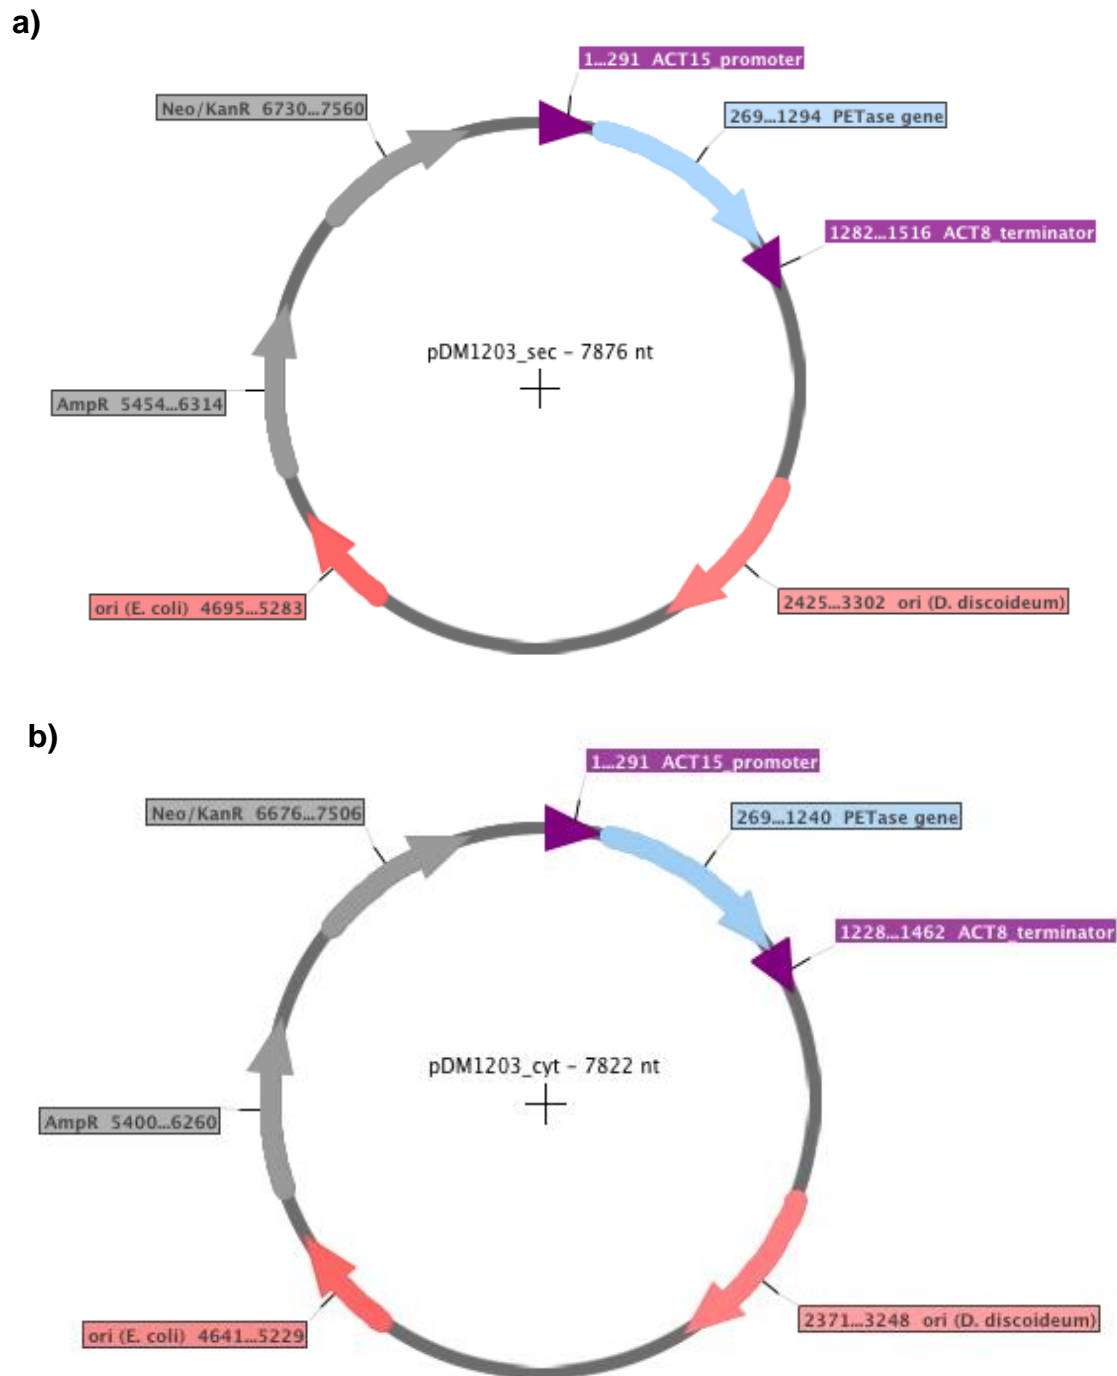 a)
1...291 ACT15_promoter
Neo/KanR 6730...7560
269...1294 PETase gene
1282...1516 ACT8_terminator
pDM1203_sec - 7876 nt
AmpR 5454...6314
ori (E. coli) 4695...5283
2425...3302 ori (D. discoideum)
b)
1...291 ACT15_promoter
Neo/KanR 6676...7506
269...1240 PETase gene
1228...1462 ACT8_terminator
pDM1203_cyt - 7822 nt
AmpR 5400...6260
ori (E. coli) 4641...5229
2371...3248 ori (D. discoideum)